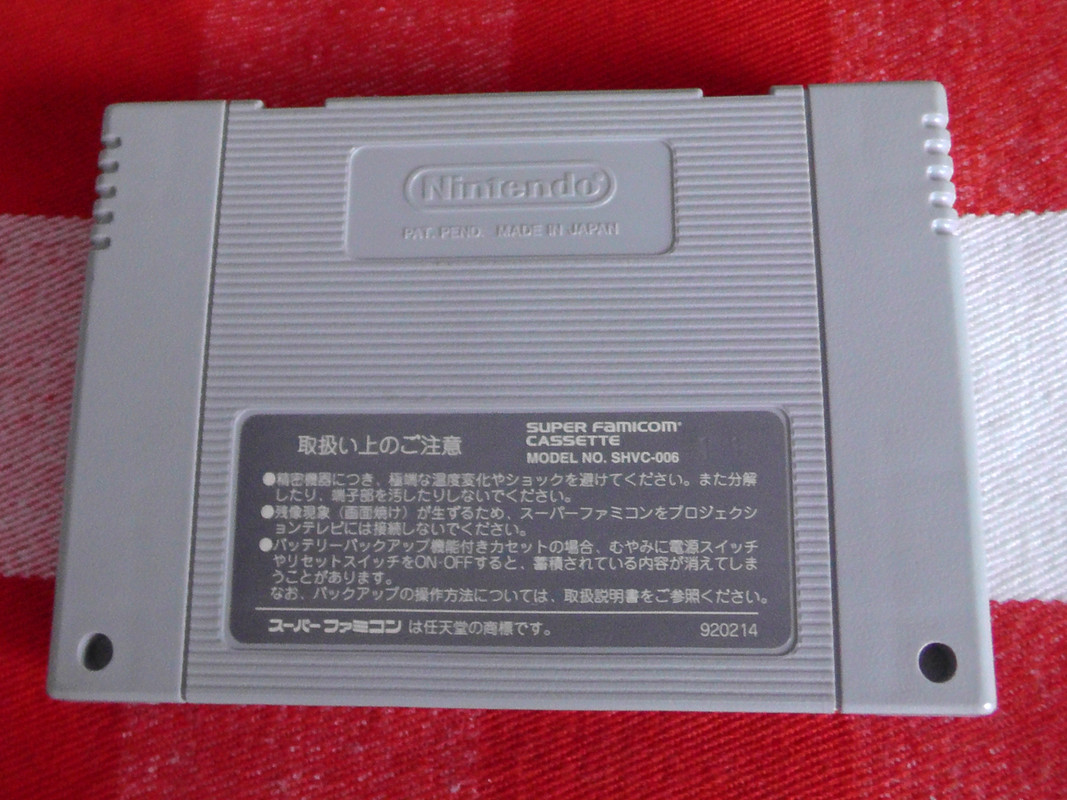 Nintendo®
PAT. PEND. MADE IN JAPAN
取扱い上のご注意
SUPER FAMICOM®
CASSETTE
MODEL NO. SHVC-006
●精密機器につき、極端な温度変化やショックを避けてください。また分解
したり、端子部を汚したりしないでください。
●残像現象（画面焼け）が生ずるため、スーパーファミコンをプロジェクシ
ョンテレビには接続しないでください。
●バッテリーバックアップ機能付きカセットの場合、むやみに電源スイッチ
やリセットスイッチをON·OFFすると、蓄積されている内容が消えてしま
うことがあります。
なお、バックアップの操作方法については、取扱説明書をご参照ください。
スーパーファミコン は任天堂の商標です。
920214